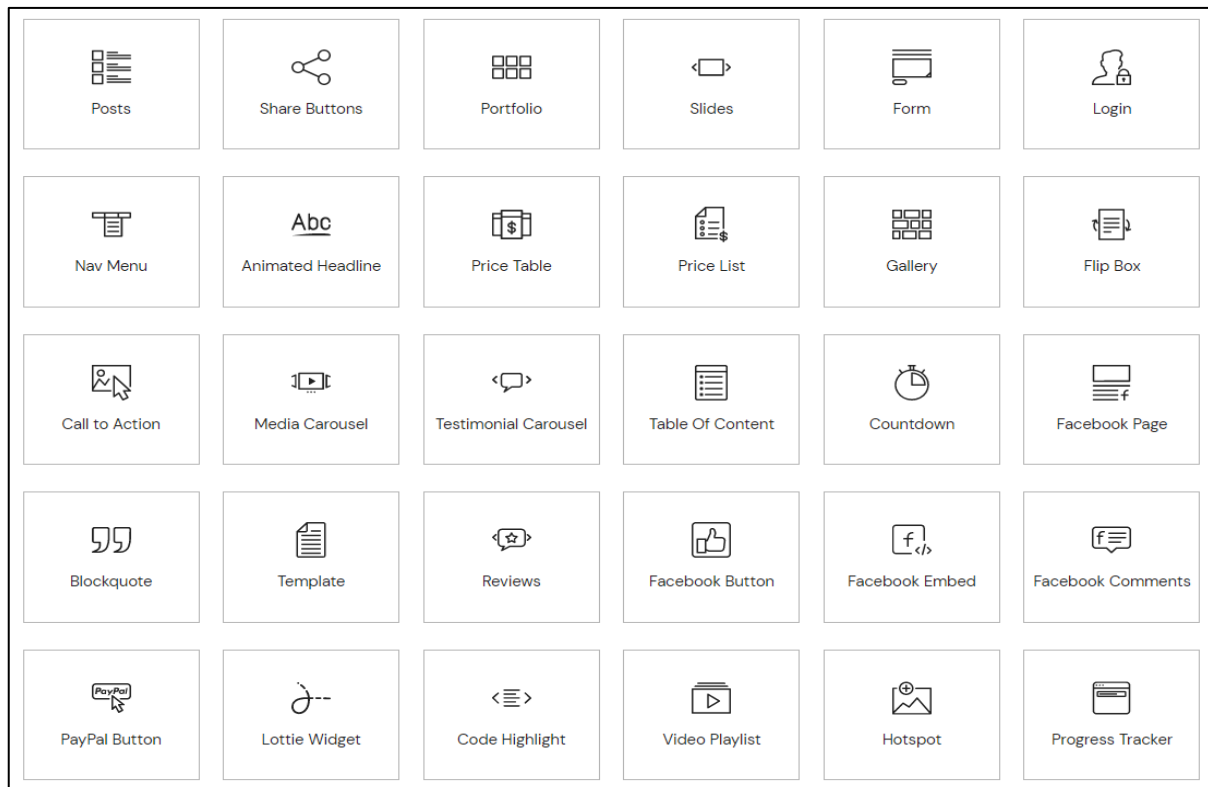 Posts
Share Buttons
Portfolio
Slides
Form
Login
Abc
Nav Menu
Animated Headline
$
Price Table
$
Price List
Gallery
Flip Box
Call to Action
Media Carousel
Testimonial Carousel
Table Of Content
Countdown
f
Facebook Page
Blockquote
Template
Reviews
Facebook Button
f
</>
Facebook Embed
f
Facebook Comments
PayPal
PayPal Button
Lottie Widget
Code Highlight
Video Playlist
Hotspot
Progress Tracker